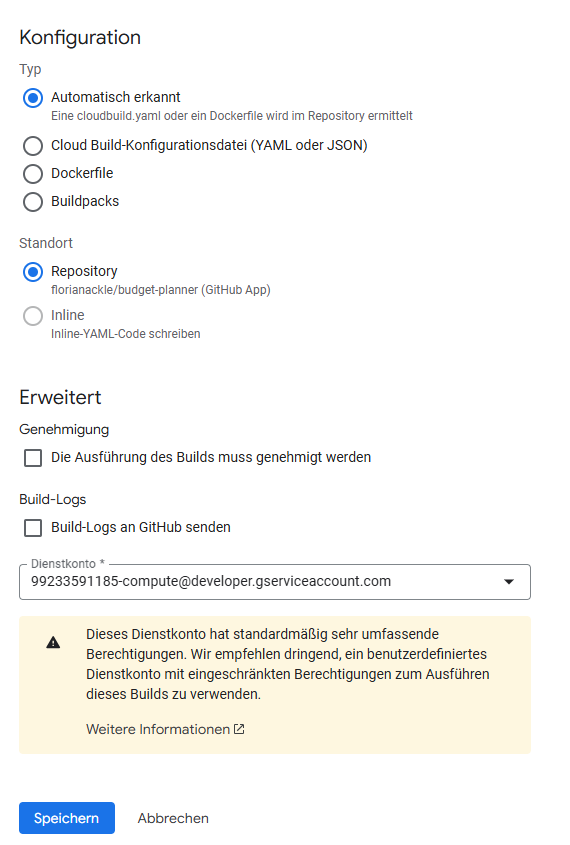 Konfiguration
Typ
Automatisch erkannt
Eine cloudbuild.yaml oder ein Dockerfile wird im Repository ermittelt
Cloud Build-Konfigurationsdatei (YAML oder JSON)
Dockerfile
Buildpacks
Standort
Repository
florianackle/budget-planner (GitHub App)
Inline
Inline-YAML-Code schreiben
Erweitert
Genehmigung
Die Ausführung des Builds muss genehmigt werden
Build-Logs
Build-Logs an GitHub senden
Dienstkonto *
99233591185-compute@developer.gserviceaccount.com
Dieses Dienstkonto hat standardmäßig sehr umfassende
Berechtigungen. Wir empfehlen dringend, ein benutzerdefiniertes
Dienstkonto mit eingeschränkten Berechtigungen zum Ausführen
dieses Builds zu verwenden.
Weitere Informationen
Speichern
Abbrechen